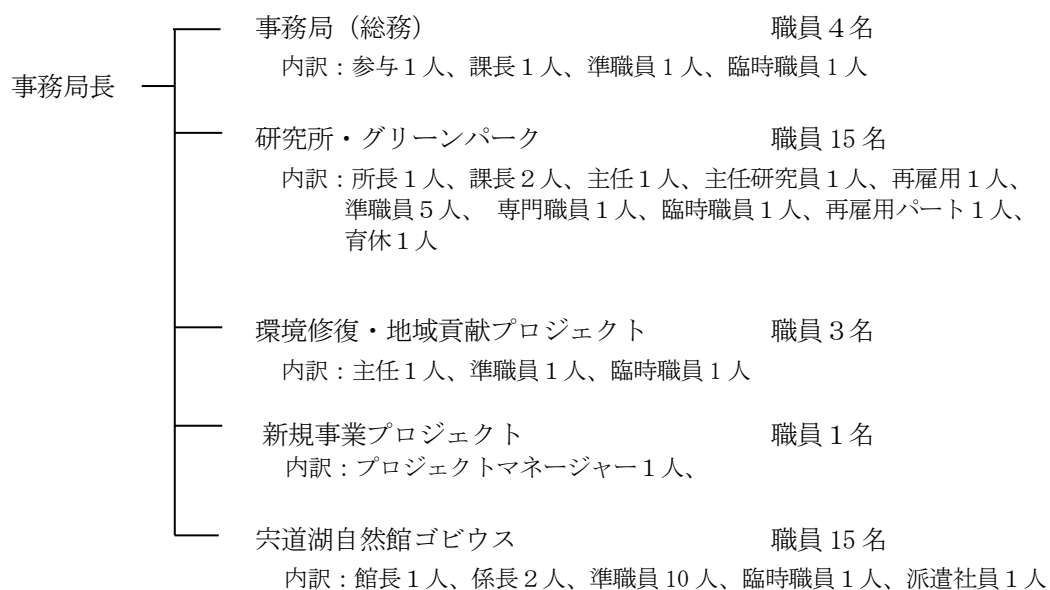 事務局（総務） 職員４名
内訳：参与１人、課長１人、準職員１人、臨時職員１人
事務局長
研究所・グリーンパーク 職員 15 名
内訳：所長１人、課長２人、主任１人、主任研究員１人、再雇用１人、
準職員５人、 専門職員１人、臨時職員１人、再雇用パート１人、
育休１人
環境修復・地域貢献プロジェクト 職員３名
内訳：主任１人、準職員１人、臨時職員１人
新規事業プロジェクト 職員１名
内訳：プロジェクトマネージャー１人、
宍道湖自然館ゴビウス 職員 15 名
内訳：館長１人、係長２人、準職員 10 人、臨時職員１人、派遣社員１人